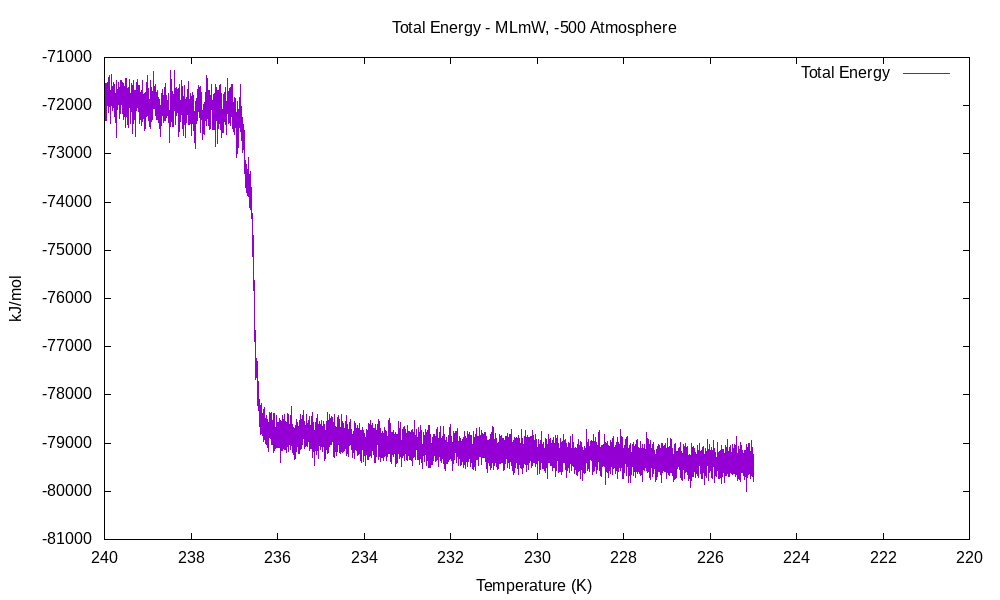 Total Energy - MLmW, -500 Atmosphere
Total Energy
-71000
-72000
-73000
-74000
-75000
-76000
-77000
-78000
-79000
-80000
-81000
kJ/mol
240 238 236 234 232 230 228 226 224 222 220
Temperature (K)